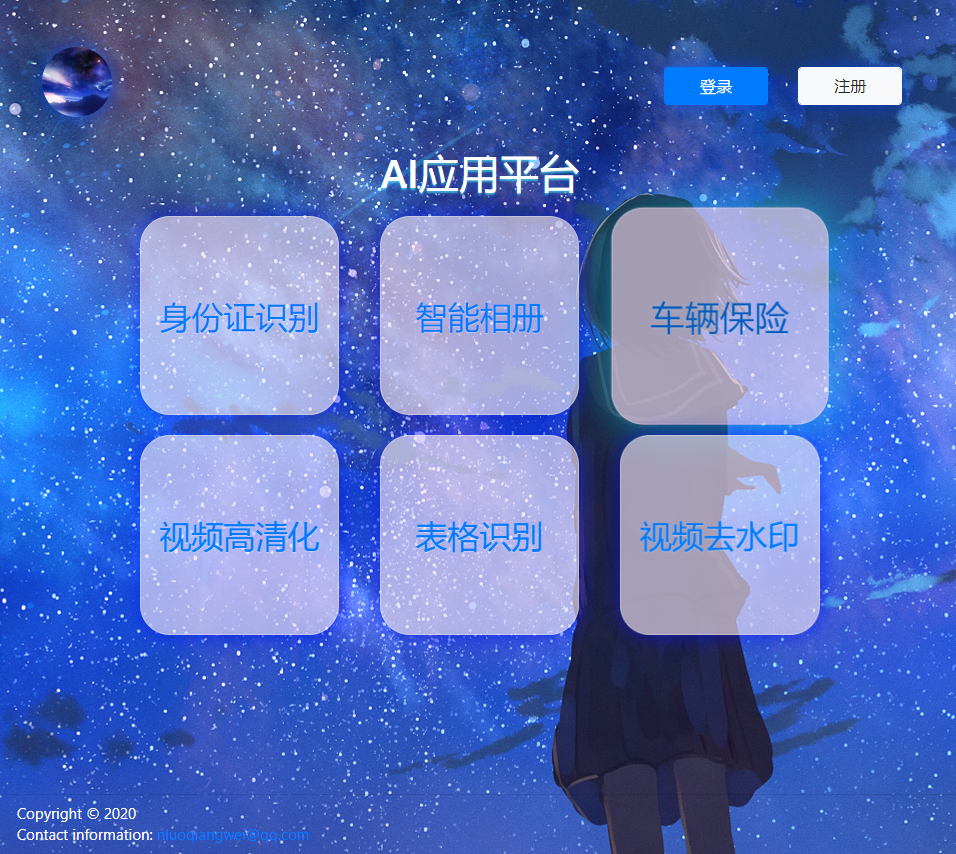 登录
注册
AI应用平台
身份证识别
智能相册
车辆保险
视频高清化
表格识别
视频去水印
Copyright © 2020
Contact information: